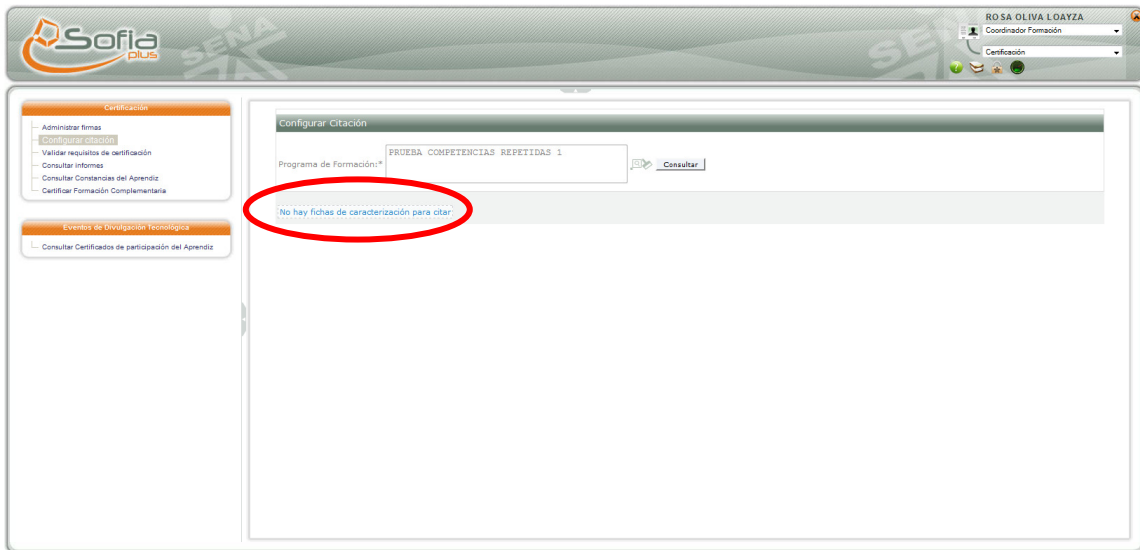 Sofia
plus
SENA
SENA
ROSA OLIVA LOAYZA
Coordinador Formación
Certificación
Certificación
Administrar firmas
Configurar citación
Validar requisitos de certificación
Consultar informes
Consultar Constancias del Aprendiz
Certificar Formación Complementaria
Eventos de Divulgación Tecnológica
Consultar Certificados de participación del Aprendiz
Configurar Citación
Programa de Formación:*
PRUEBA COMPETENCIAS REPETIDAS 1
Consultar
No hay fichas de caracterización para citar